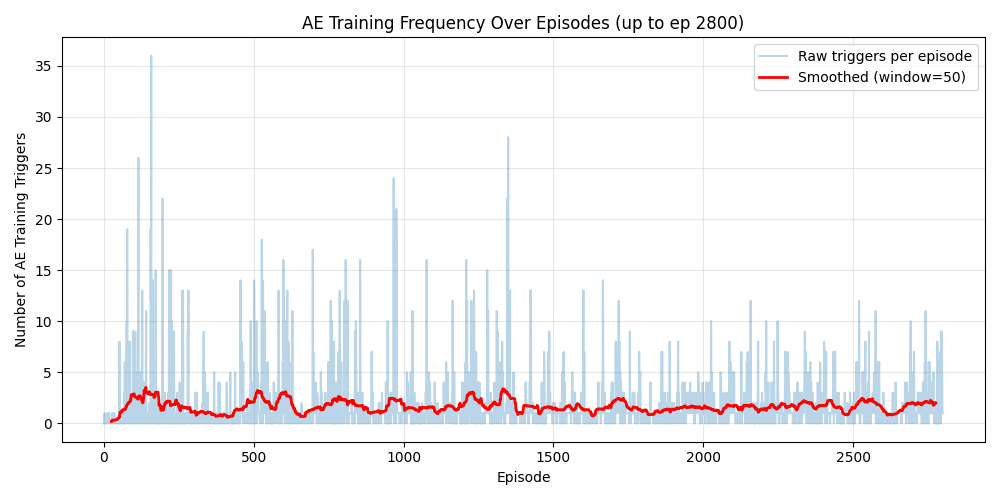 AE Training Frequency Over Episodes (up to ep 2800)
Raw triggers per episode
Smoothed (window=50)
Number of AE Training Triggers
35
30
25
20
15
10
5
0
0 500 1000 1500 2000 2500
Episode